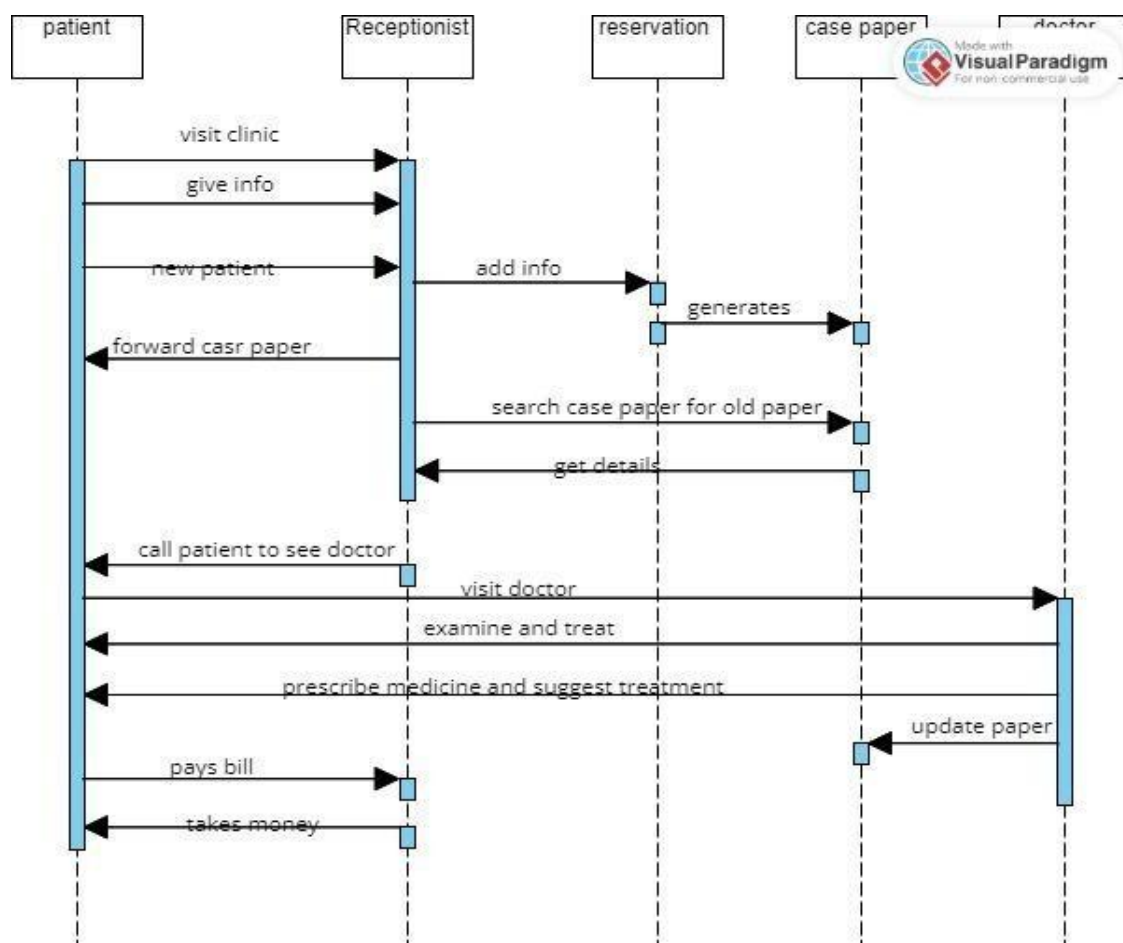 patient
Receptionist
reservation
case paper
doctor
Made with
Visual Paradigm
For non-commercial use
visit clinic
give info
new patient
add info
generates
forward casr paper
search case paper for old paper
get details
call patient to see doctor
visit doctor
examine and treat
prescribe medicine and suggest treatment
update paper
pays bill
takes money